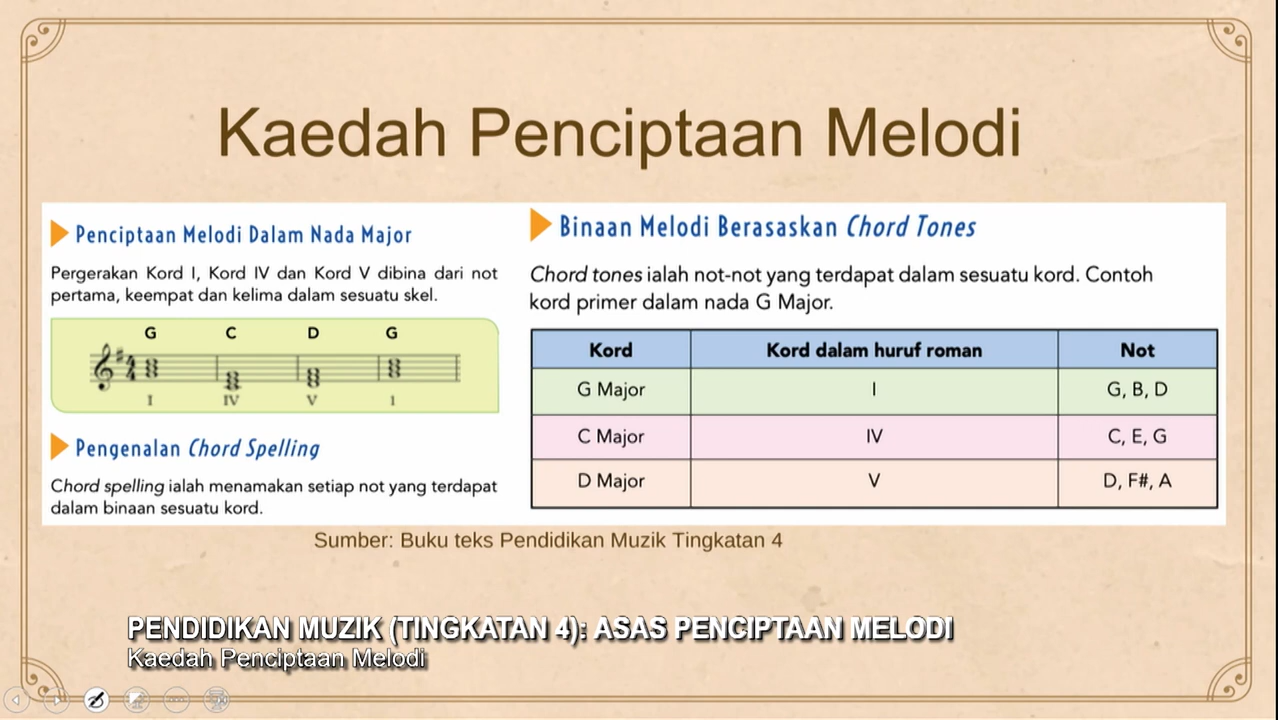 Kaedah Penciptaan Melodi
Penciptaan Melodi Dalam Nada Major
Pergerakan Kord I, Kord IV dan Kord V dibina dari not
pertama, keempat dan kelima dalam sesuatu skel.
G C D G
4
4
I IV V I
Pengenalan Chord Spelling
Chord spelling ialah menamakan setiap not yang terdapat
dalam binaan sesuatu kord.
Binaan Melodi Berasaskan Chord Tones
Chord tones ialah not-not yang terdapat dalam sesuatu kord. Contoh
kord primer dalam nada G Major.
Kord Kord dalam huruf roman Not
G Major I G, B, D
C Major IV C, E, G
D Major V D, F#, A
Sumber: Buku teks Pendidikan Muzik Tingkatan 4
PENDIDIKAN MUZIK (TINGKATAN 4): ASAS PENCIPTAAN MELODI
Kaedah Penciptaan Melodi